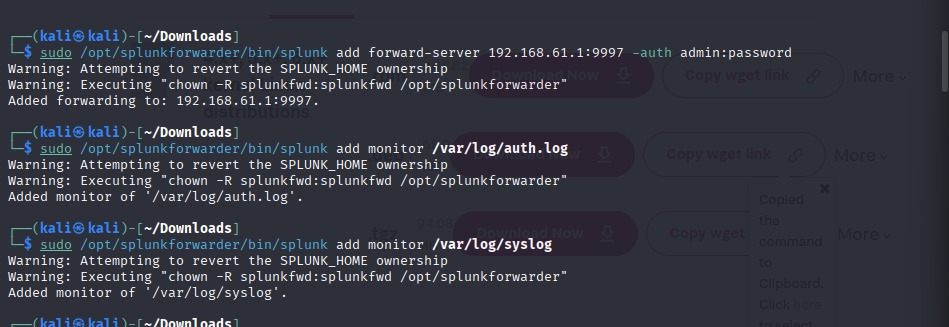 ┌──(kali㉿kali)-[~/Downloads]
└─$ sudo /opt/splunkforwarder/bin/splunk add forward-server 192.168.61.1:9997 -auth admin:password
Warning: Attempting to revert the SPLUNK_HOME ownership
Warning: Executing "chown -R splunkfwd:splunkfwd /opt/splunkforwarder"
Added forwarding to: 192.168.61.1:9997.
┌──(kali㉿kali)-[~/Downloads]
└─$ sudo /opt/splunkforwarder/bin/splunk add monitor /var/log/auth.log
Warning: Attempting to revert the SPLUNK_HOME ownership
Warning: Executing "chown -R splunkfwd:splunkfwd /opt/splunkforwarder"
Added monitor of '/var/log/auth.log'.
┌──(kali㉿kali)-[~/Downloads]
└─$ sudo /opt/splunkforwarder/bin/splunk add monitor /var/log/syslog
Warning: Attempting to revert the SPLUNK_HOME ownership
Warning: Executing "chown -R splunkfwd:splunkfwd /opt/splunkforwarder"
Added monitor of '/var/log/syslog'.
┌──(kali㉿kali)-[~/Downloads]
Download Now
Copy wget link
More
distributions
Download Now
Copy wget link
More
.tgz
Download Now
Copy wget
More
Copied
the
command
to
Clipboard.
Click here
to select